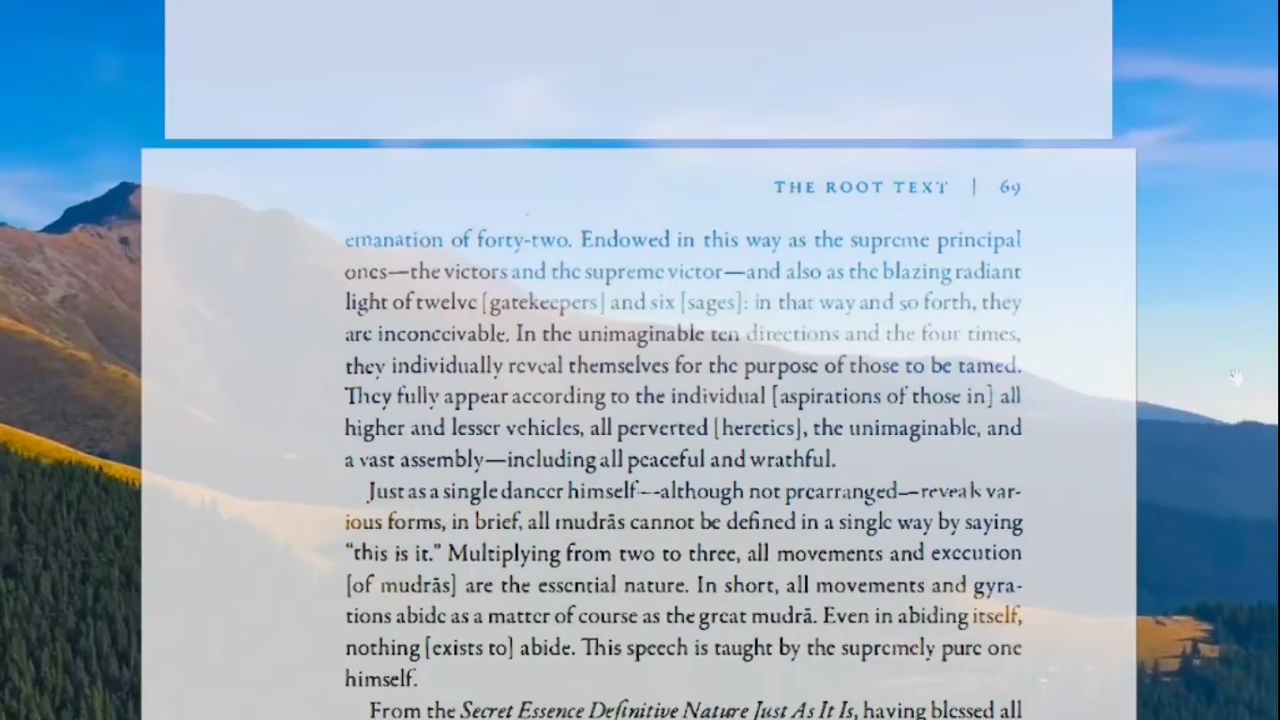 THE ROOT TEXT | 69
emanation of forty-two. Endowed in this way as the supreme principal
ones—the victors and the supreme victor—and also as the blazing radiant
light of twelve [gatekeepers] and six [sages]: in that way and so forth, they
are inconceivable. In the unimaginable ten directions and the four times,
they individually reveal themselves for the purpose of those to be tamed.
They fully appear according to the individual [aspirations of those in] all
higher and lesser vehicles, all perverted [heretics], the unimaginable, and
a vast assembly—including all peaceful and wrathful.
Just as a single dancer himself—although not prearranged—reveals var-
ious forms, in brief, all mudrās cannot be defined in a single way by saying
“this is it.” Multiplying from two to three, all movements and execution
[of mudrās] are the essential nature. In short, all movements and gyra-
tions abide as a matter of course as the great mudrā. Even in abiding itself,
nothing [exists to] abide. This speech is taught by the supremely pure one
himself.
From the Secret Essence Definitive Nature Just As It Is, having blessed all